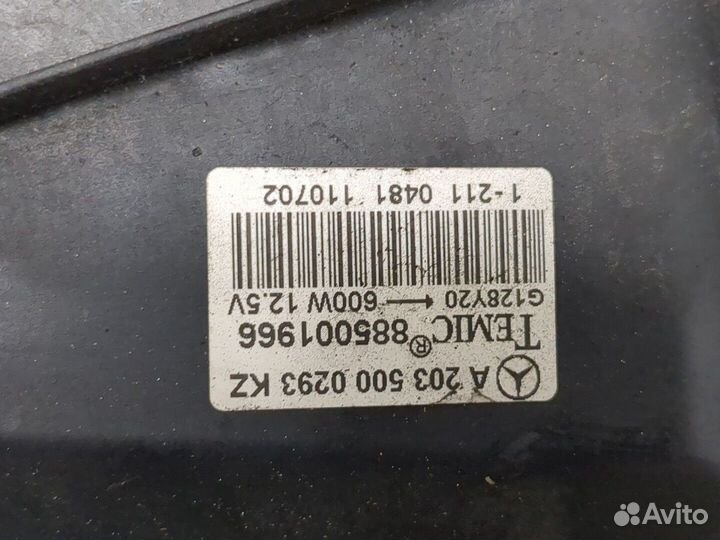 A 203 500 0293 KZ
TEMIC® 885001966
G128Y20 ← 600W 12.5V
1-211 0481 110702
Avito